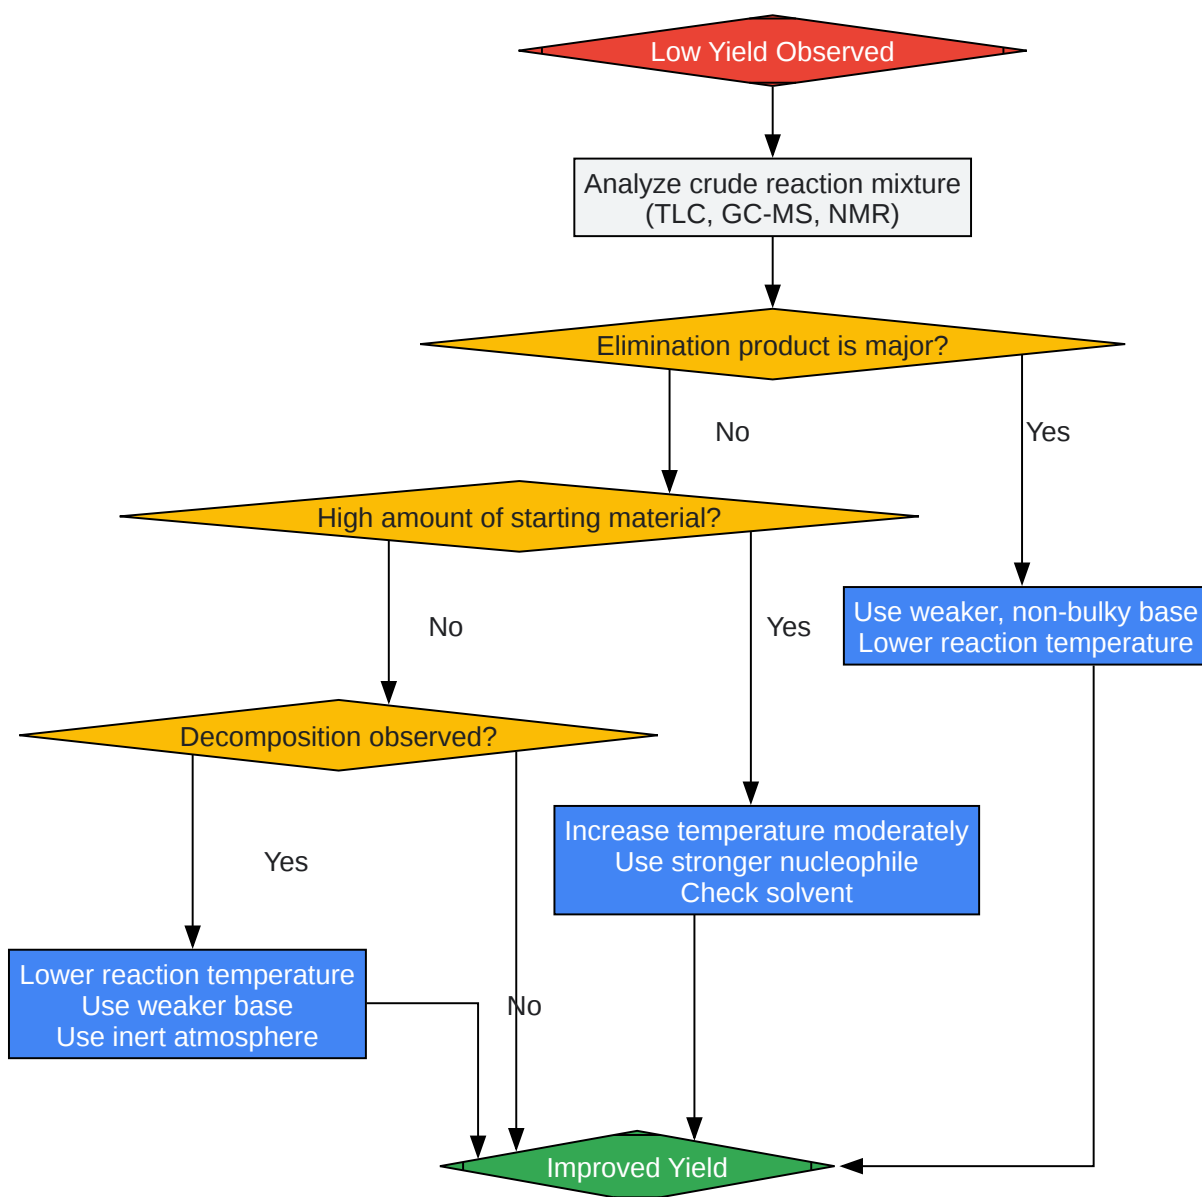 Low Yield Observed
Analyze crude reaction mixture
(TLC, GC-MS, NMR)
Elimination product is major?
No
Yes
High amount of starting material?
No
Yes
Use weaker, non-bulky base
Lower reaction temperature
Decomposition observed?
Increase temperature moderately
Use stronger nucleophile
Check solvent
Yes
Lower reaction temperature
Use weaker base
Use inert atmosphere
No
Improved Yield